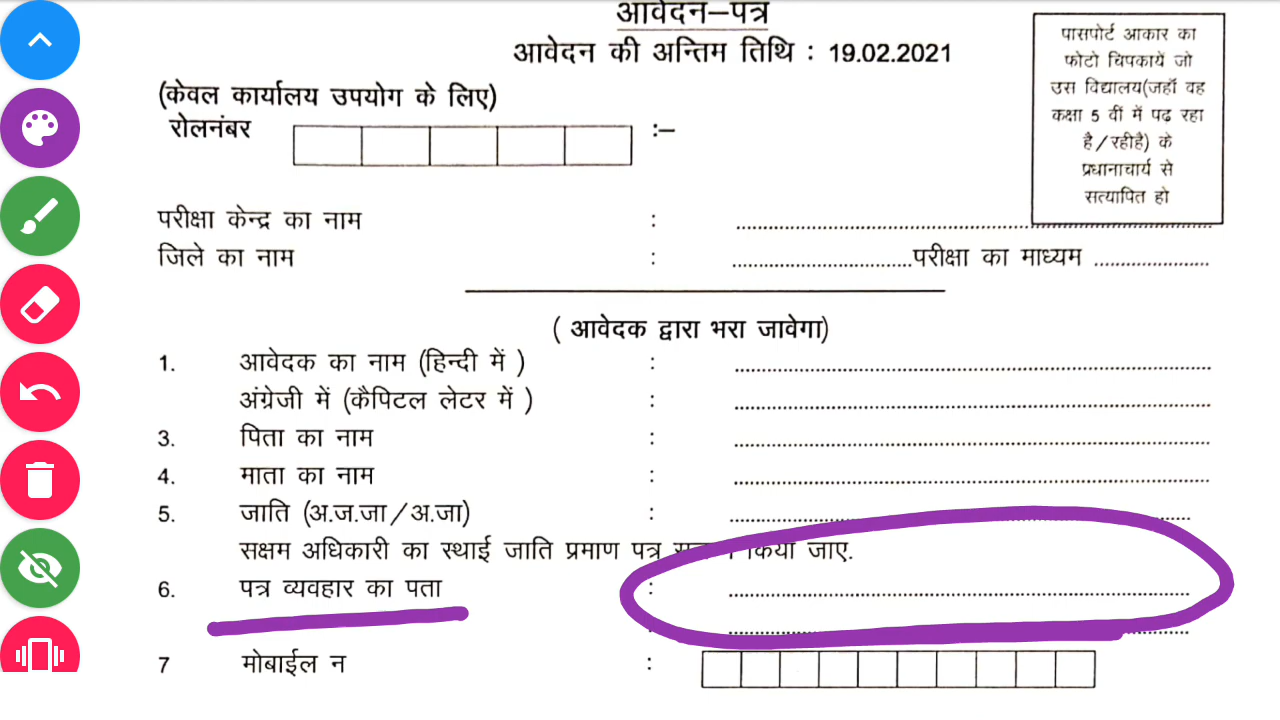 आवेदन–पत्र
आवेदन की अन्तिम तिथि : 19.02.2021
पासपोर्ट आकार का
फोटो चिपकायें जो
उस विद्यालय(जहाँ वह
कक्षा 5 वीं में पढ रहा
है/रहीहै) के
प्रधानाचार्य से
सत्यापित हो
(केवल कार्यालय उपयोग के लिए)
रोलनंबर :–
परीक्षा केन्द्र का नाम : ....................
जिले का नाम : ....................परीक्षा का माध्यम ....................
( आवेदक द्वारा भरा जावेगा)
1. आवेदक का नाम (हिन्दी में ) : ....................
अंग्रेजी में (कैपिटल लेटर में ) : ....................
3. पिता का नाम : ....................
4. माता का नाम : ....................
5. जाति (अ.ज.जा/अ.जा) : ....................
सक्षम अधिकारी का स्थाई जाति प्रमाण पत्र किया जाए.
6. पत्र व्यवहार का पता : ....................
: ....................
7 मोबाईल न :